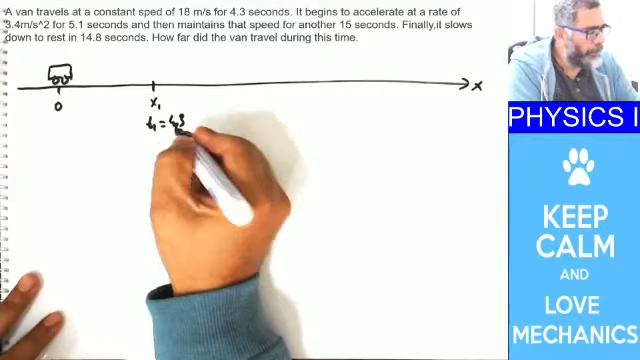 A van travels at a constant sped of 18 m/s for 4.3 seconds. It begins to accelerate at a rate of
3.4m/s^2 for 5.1 seconds and then maintains that speed for another 15 seconds. Finally,it slows
down to rest in 14.8 seconds. How far did the van travel during this time.
0
x₁
x
t₁ = 4.3
PHYSICS I
KEEP
CALM
AND
LOVE
MECHANICS